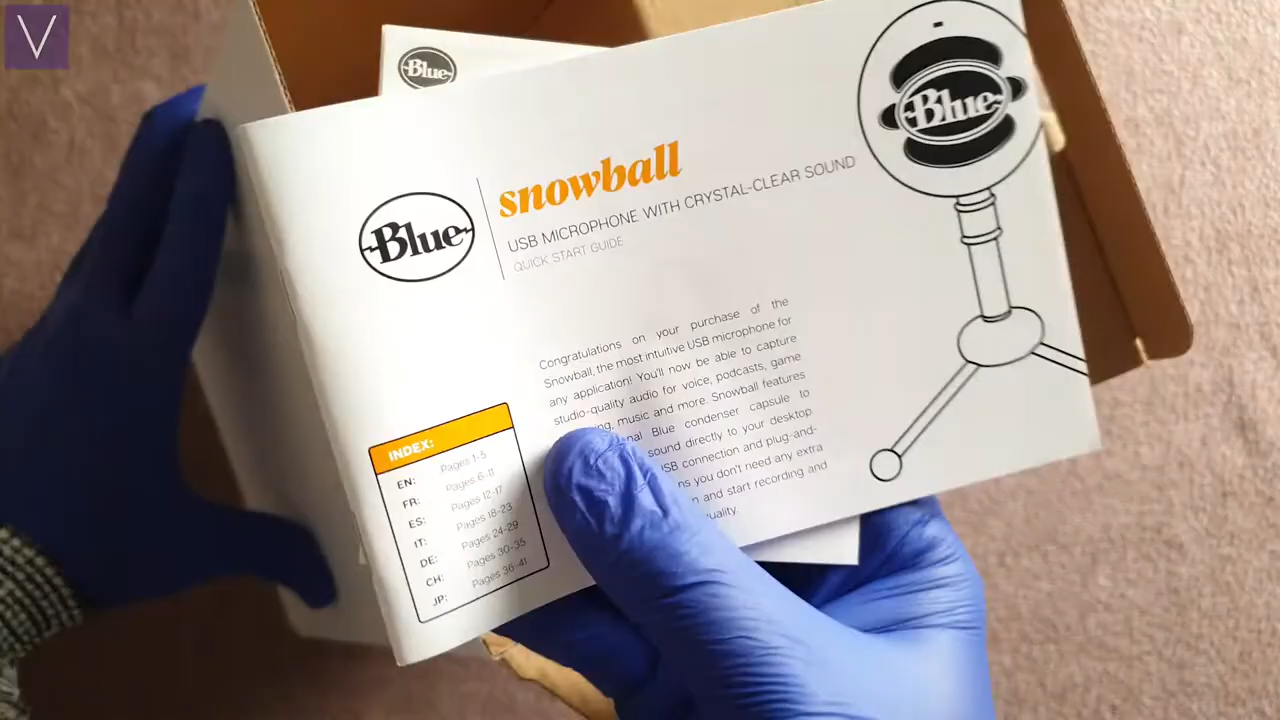 V
Blue
Blue
Blue
snowball
USB MICROPHONE WITH CRYSTAL-CLEAR SOUND
QUICK START GUIDE
Congratulations on your purchase of the
Snowball, the most intuitive USB microphone for
any application! You'll now be able to capture
studio-quality audio for voice, podcasts, game
music and more. Snowball features
Blue condenser capsule to
sound directly to your desktop
connection and plug-and-
you don't need any extra
and start recording and
INDEX:
EN: Pages 1-5
FR: Pages 6-11
ES: Pages 12-17
IT: Pages 18-23
DE: Pages 24-29
CH: Pages 30-35
JP: Pages 36-41